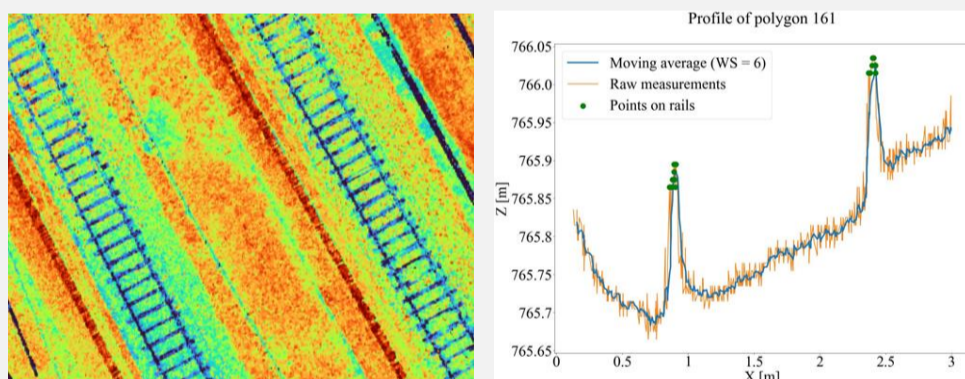 Profile of polygon 161
766.05
Moving average (WS = 6)
Raw measurements
Points on rails
766.0
765.95
765.9
765.85
765.8
765.75
765.7
765.65
Z [m]
0 0.5 1 1.5 2 2.5 3
X [m]